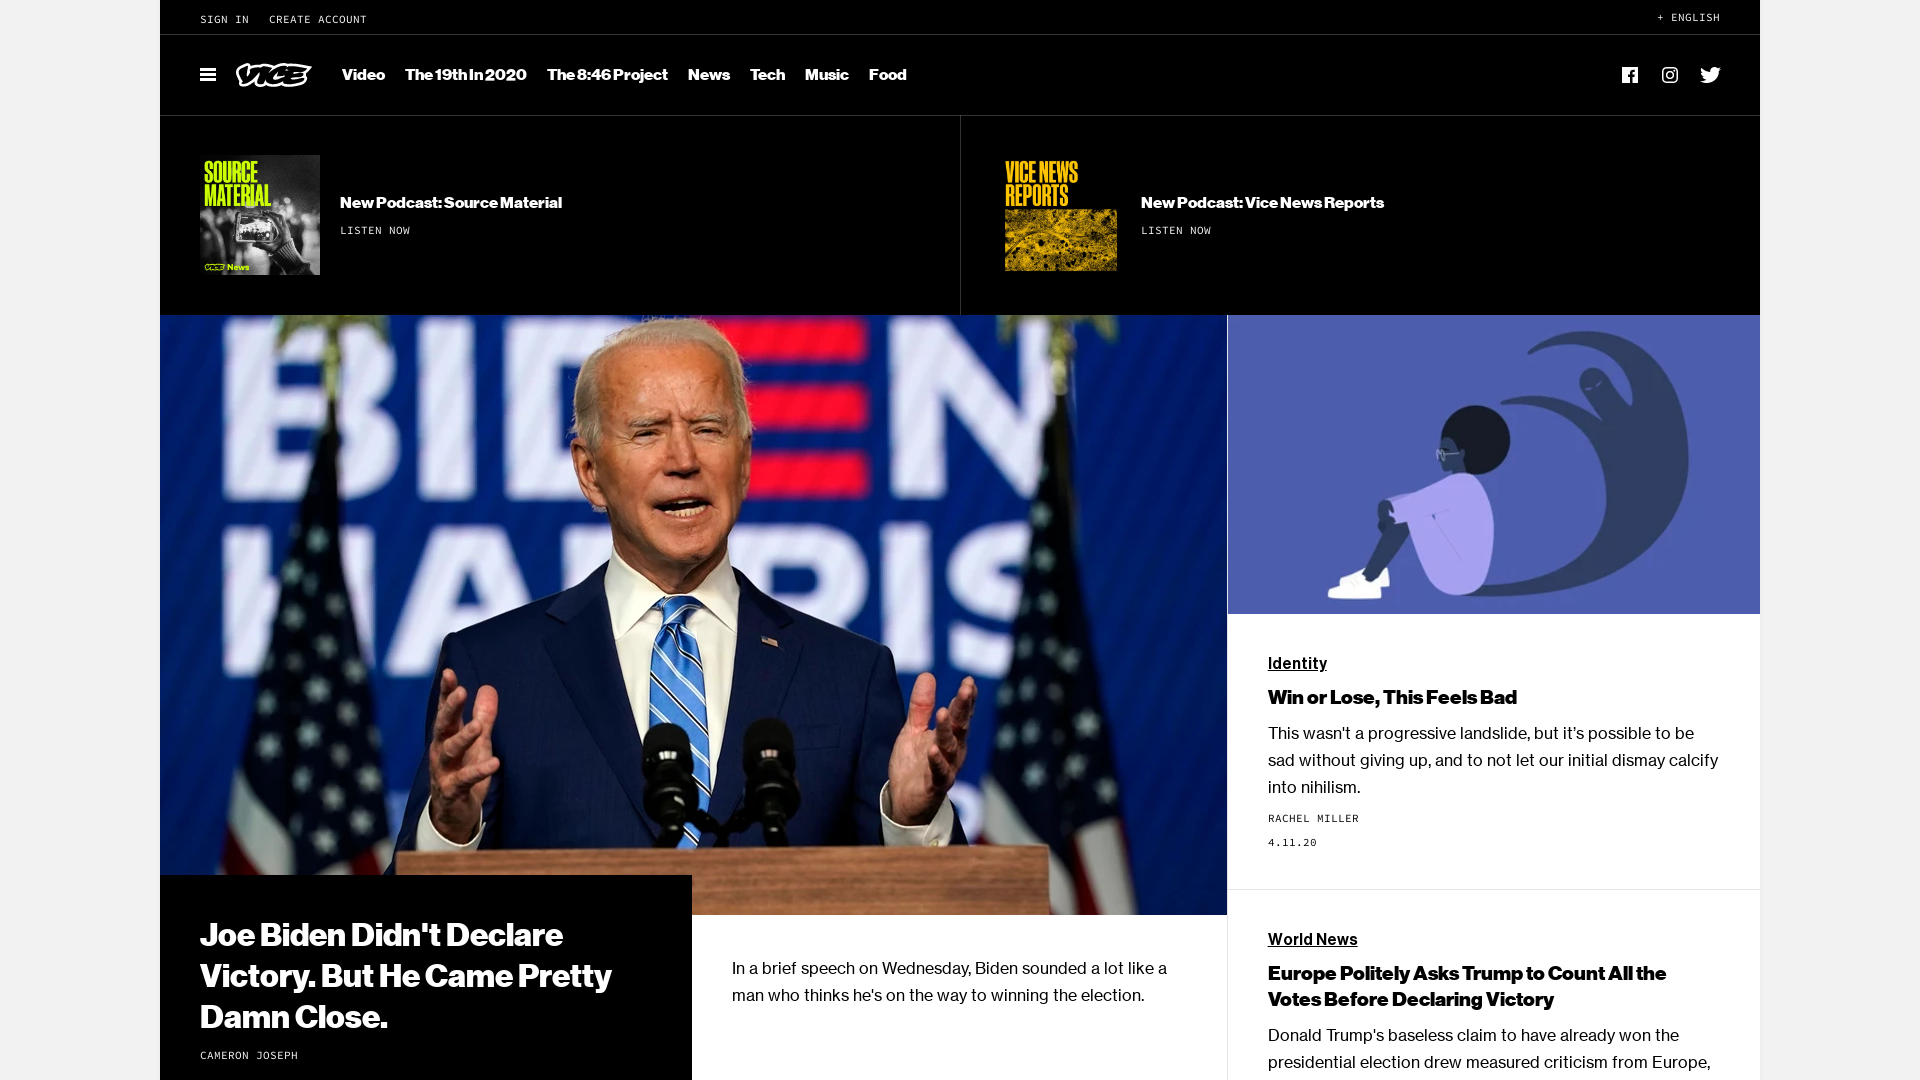 SIGN IN CREATE ACCOUNT
+ ENGLISH
VICE
Video The 19th In 2020 The 8:46 Project News Tech Music Food
SOURCE
MATERIAL
VICE News
New Podcast: Source Material
LISTEN NOW
VICE NEWS
REPORTS
New Podcast: Vice News Reports
LISTEN NOW
BIDEN
HARRIS
Joe Biden Didn't Declare
Victory. But He Came Pretty
Damn Close.
CAMERON JOSEPH
In a brief speech on Wednesday, Biden sounded a lot like a
man who thinks he's on the way to winning the election.
Identity
Win or Lose, This Feels Bad
This wasn't a progressive landslide, but it’s possible to be
sad without giving up, and to not let our initial dismay calcify
into nihilism.
RACHEL MILLER
4.11.20
World News
Europe Politely Asks Trump to Count All the
Votes Before Declaring Victory
Donald Trump's baseless claim to have already won the
presidential election drew measured criticism from Europe,